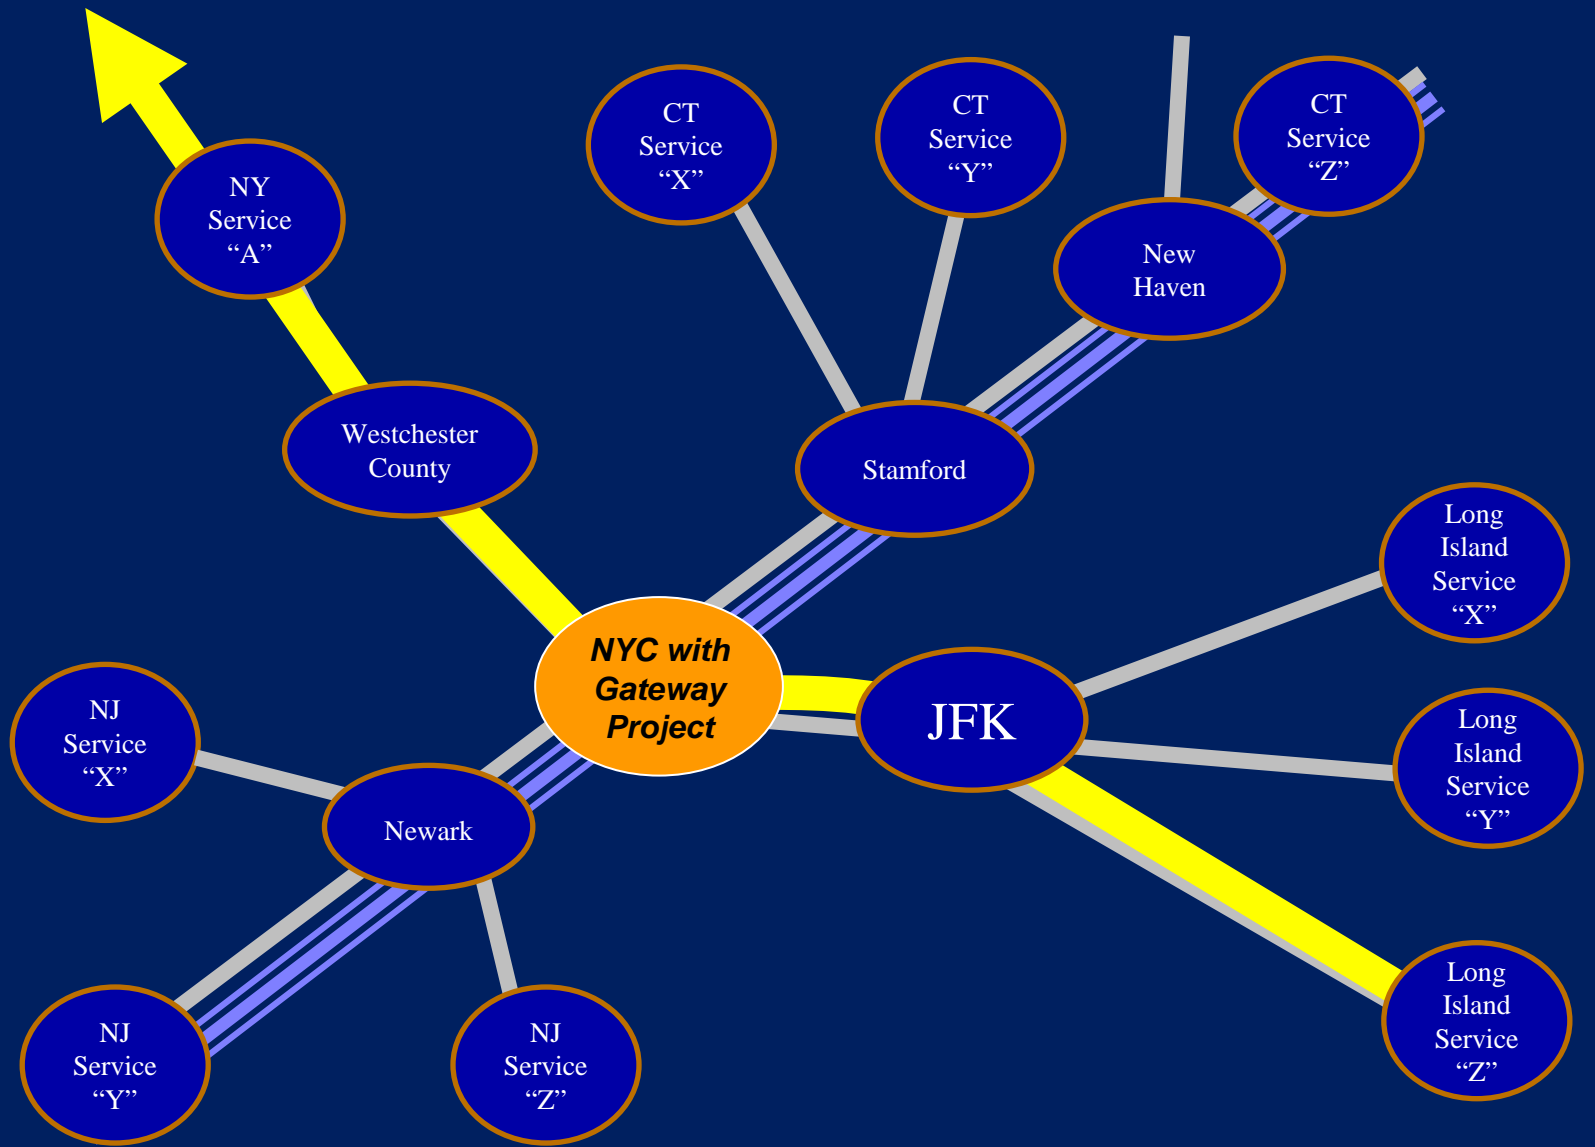 CT
Service
“X”
CT
Service
“Y”
CT
Service
“Z”
NY
Service
“A”
New
Haven
Westchester
County
Stamford
Long
Island
Service
“X”
NYC with
Gateway
Project
JFK
NJ
Service
“X”
Long
Island
Service
“Y”
Newark
Long
Island
Service
“Z”
NJ
Service
“Y”
NJ
Service
“Z”